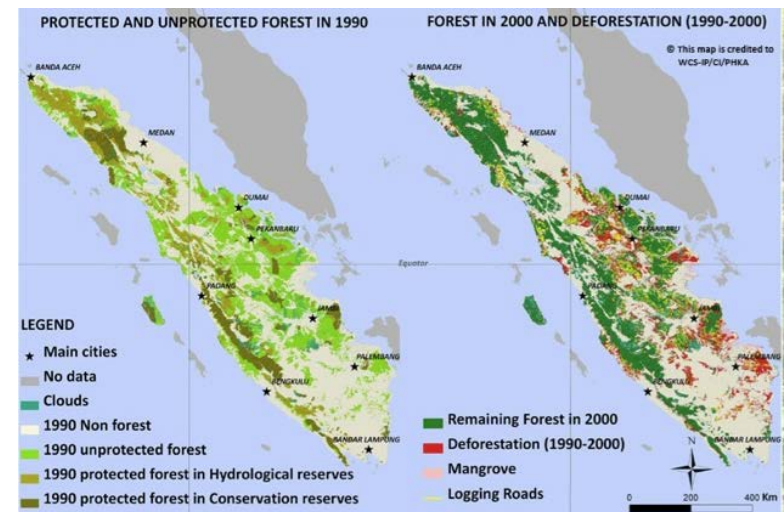 PROTECTED AND UNPROTECTED FOREST IN 1990
BANDA ACEH
MEDAN
DUMAI
PEKANBARU
PADANG
JAMBI
PALEMBANG
BENGKULU
BANDAR LAMPUNG
LEGEND
Main cities
No data
Clouds
1990 Non forest
1990 unprotected forest
1990 protected forest in Hydrological reserves
1990 protected forest in Conservation reserves
Equator
FOREST IN 2000 AND DEFORESTATION (1990-2000)
© This map is credited to
WCS-IP/CI/PHKA
BANDA ACEH
MEDAN
DUMAI
PEKANBARU
PADANG
JAMBI
PALEMBANG
BENGKULU
BANDAR LAMPUNG
Remaining Forest in 2000
Deforestation (1990-2000)
Mangrove
Logging Roads
N
0 200 400 Km